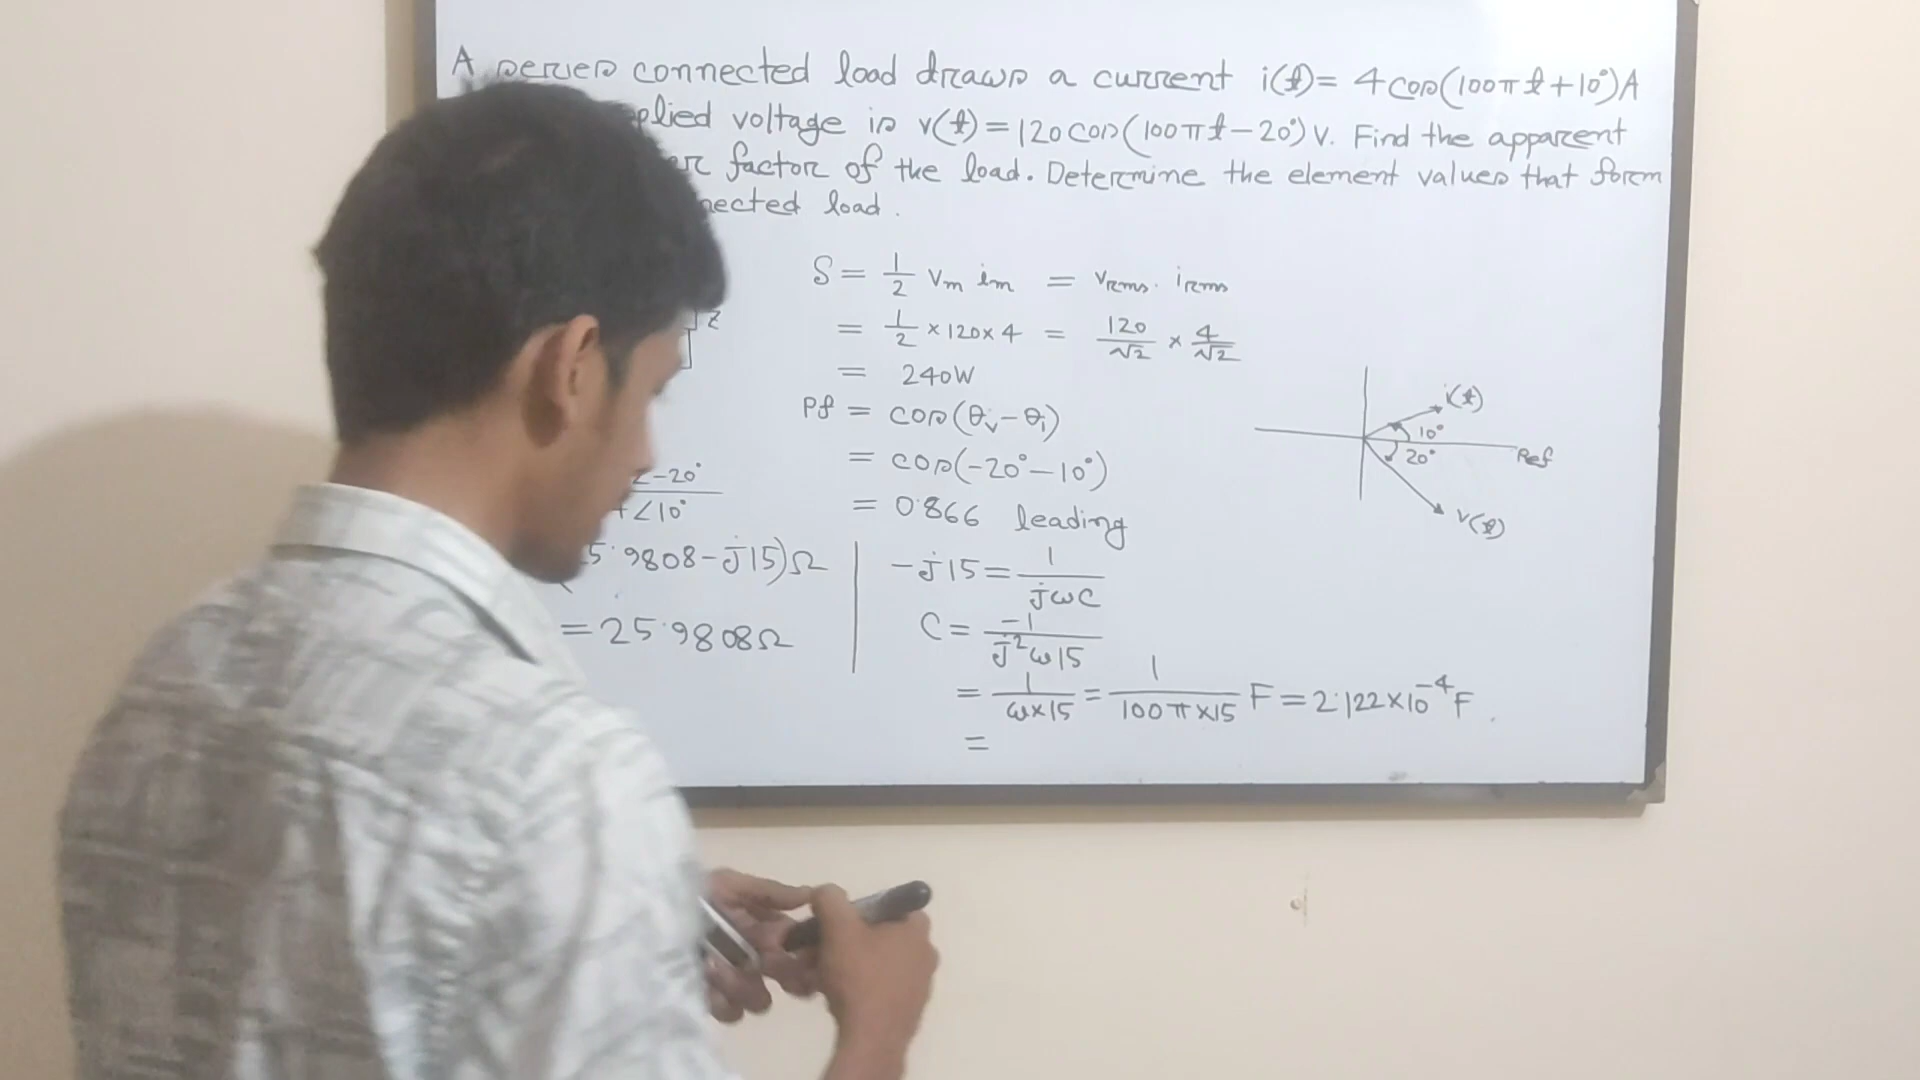 A series connected load draws a current i(t)= 4cos(100πt+10°)A
plied voltage is v(t)=120cos(100πt-20°)V. Find the apparent
factor of the load. Determine the element values that form
load.
S = 1/2 Vm im = vrms. irms
= 1/2 ×120×4 = 120/√2 × 4/√2
z
= 240W
Pf = cos(θv-θi)
= cos(-20°-10°)
= 0.866 leading
∠-20°
∠10°
5.9808-j15)Ω
=25.9808Ω
-j15=1/jωC
C= -1/j²ω15
= 1/ω×15 = 1/100π×15 F=2.122×10⁻⁴F.
=
i(t)
10°
20°
Ref
v(t)